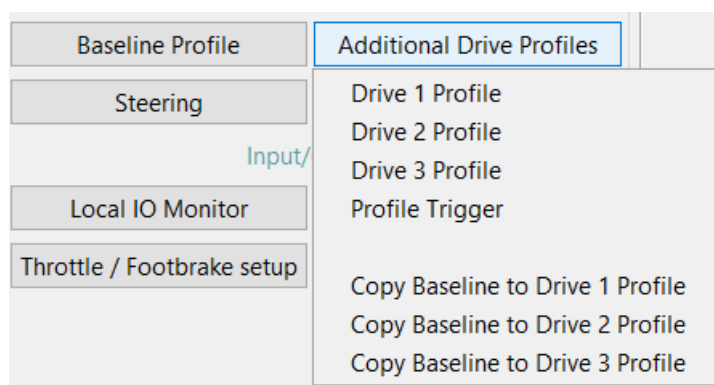 Baseline Profile
Additional Drive Profiles
Steering
Drive 1 Profile
Drive 2 Profile
Input/
Drive 3 Profile
Local IO Monitor
Profile Trigger
Throttle / Footbrake setup
Copy Baseline to Drive 1 Profile
Copy Baseline to Drive 2 Profile
Copy Baseline to Drive 3 Profile